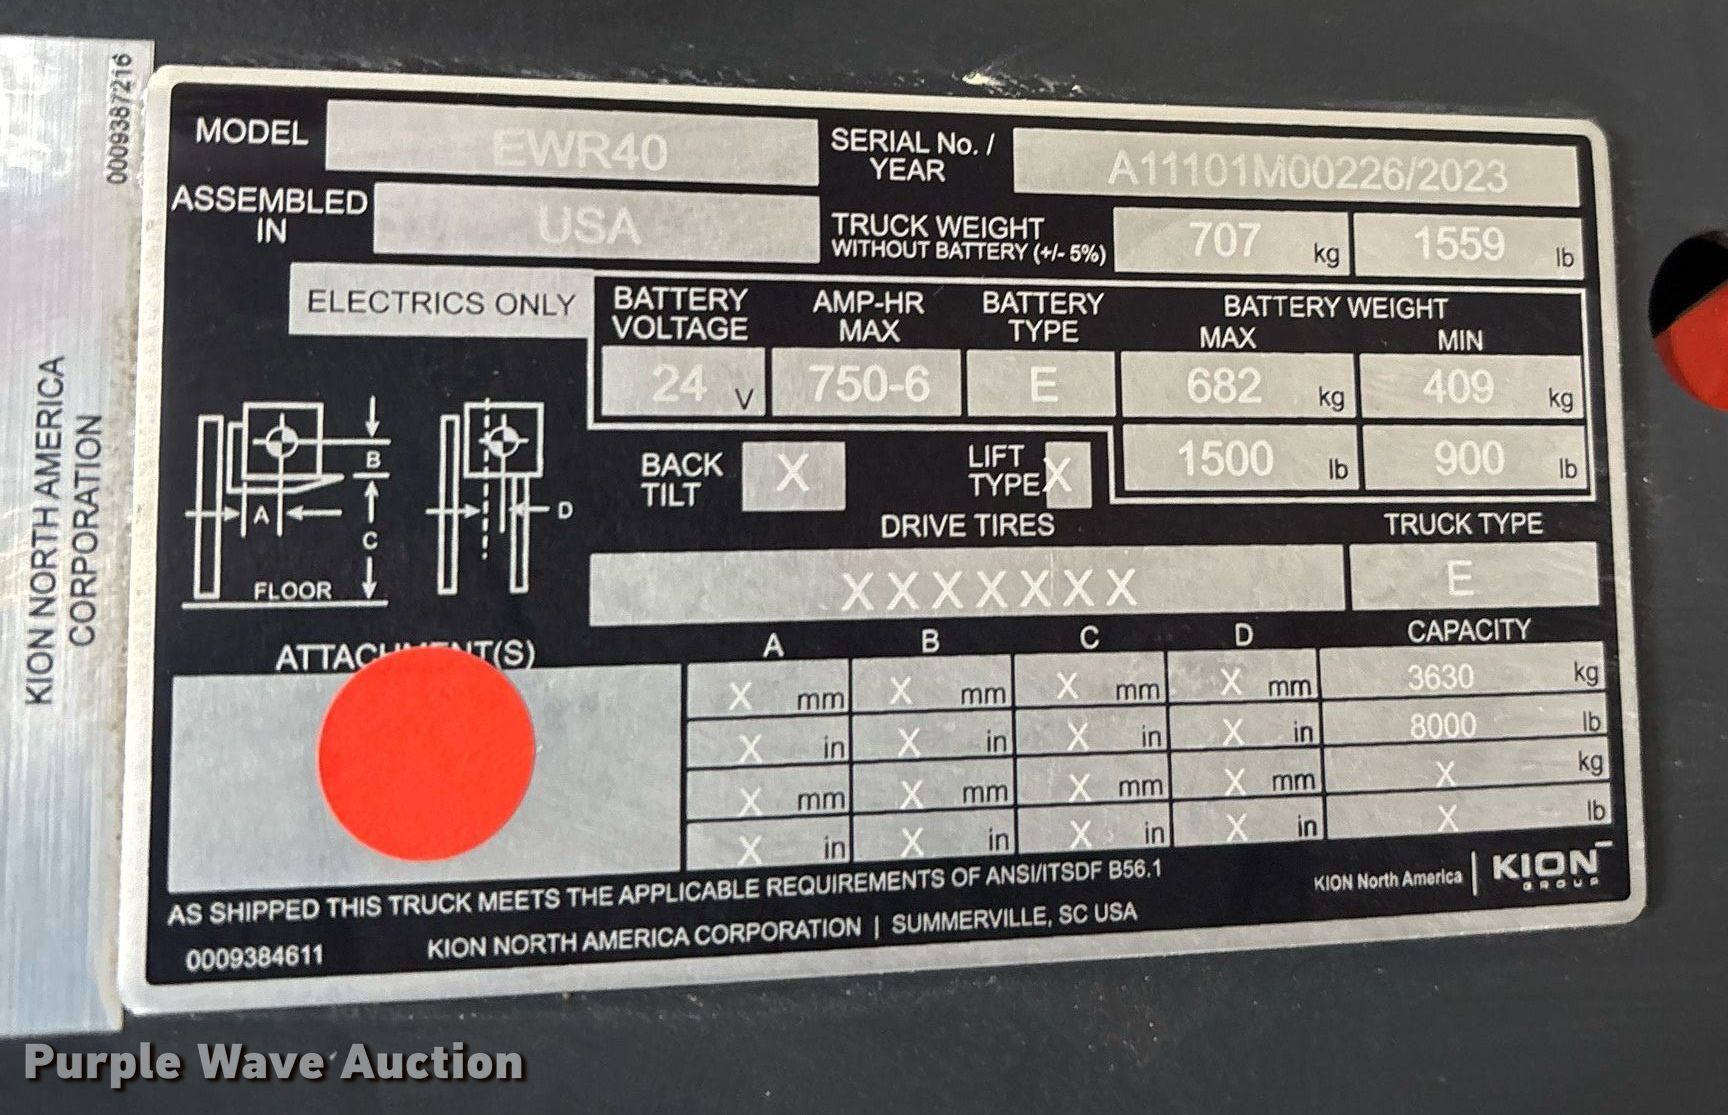 KION NORTH AMERICA
CORPORATION
0009387216
MODEL EWR40
SERIAL No. /
YEAR A11101M00226/2023
ASSEMBLED
IN USA
TRUCK WEIGHT
WITHOUT BATTERY (+/- 5%) 707 kg 1559 lb
ELECTRICS ONLY
BATTERY
VOLTAGE
AMP-HR
MAX
BATTERY
TYPE
BATTERY WEIGHT
MAX MIN
24 V 750-6 E 682 kg 409 kg
1500 lb 900 lb
BACK
TILT X
LIFT
TYPE X
A B C D
FLOOR
DRIVE TIRES TRUCK TYPE
XXXXXXX E
ATTACHMENT(S) A B C D CAPACITY
X mm X mm X mm X mm 3630 kg
X in X in X in X in 8000 lb
X mm X mm X mm X mm X kg
X in X in X in X in X lb
AS SHIPPED THIS TRUCK MEETS THE APPLICABLE REQUIREMENTS OF ANSI/ITSDF B56.1
KION North America | KION
GROUP
0009384611 KION NORTH AMERICA CORPORATION | SUMMERVILLE, SC USA
Purple Wave Auction